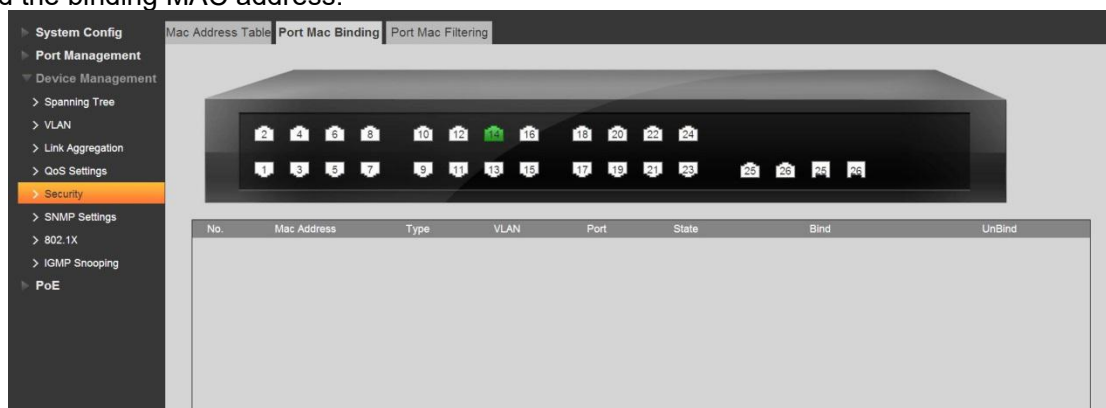 d the binding MAC address.
System Config
Mac Address Table Port Mac Binding Port Mac Filtering
Port Management
Device Management
> Spanning Tree
> VLAN
> Link Aggregation
> QoS Settings
> Security
> SNMP Settings
> 802.1X
> IGMP Snooping
PoE
2 4 6 8 10 12 14 16 18 20 22 24
1 3 5 7 9 11 13 15 17 19 21 23 25 26 25 26
No. Mac Address Type VLAN Port State Bind UnBind